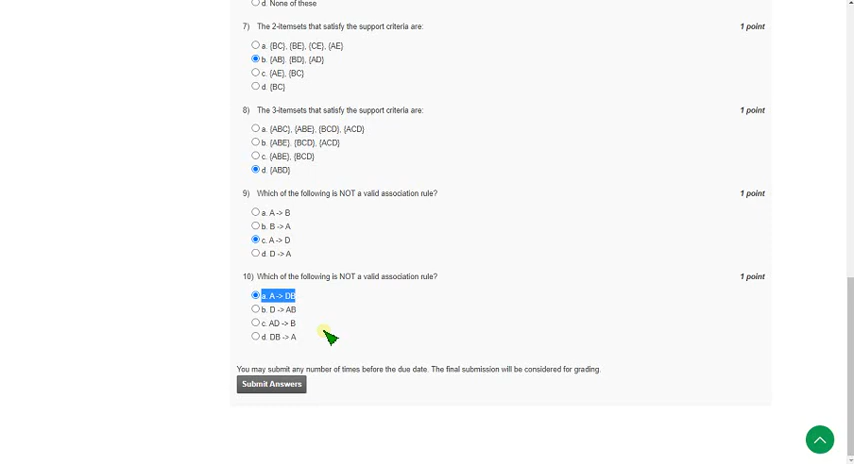 d. None of these
7) The 2-itemsets that satisfy the support criteria are: 1 point
a. {BC}, {BE}, {CE}, {AE}
b. {AB}. {BD}, {AD}
c. {AE}, {BC}
d. {BC}
8) The 3-itemsets that satisfy the support criteria are: 1 point
a. {ABC}, {ABE}, {BCD}, {ACD}
b. {ABE}, {BCD}, {ACD}
c. {ABE}, {BCD}
d. {ABD}
9) Which of the following is NOT a valid association rule? 1 point
a. A -> B
b. B -> A
c. A -> D
d. D -> A
10) Which of the following is NOT a valid association rule? 1 point
a. A -> DB
b. D -> AB
c. AD -> B
d. DB -> A
You may submit any number of times before the due date. The final submission will be considered for grading.
Submit Answers